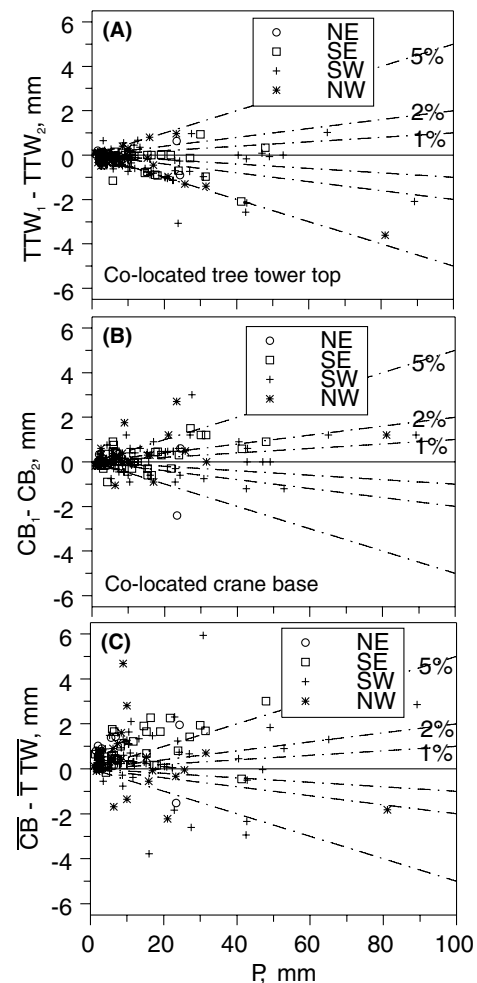 (A)
NE
SE
SW
NW
6
4
2
0
-2
-4
-6
5%
2%
1%
TTW1 - TTW2, mm
Co-located tree tower top
(B)
NE
SE
SW
NW
6
4
2
0
-2
-4
-6
5%
2%
1%
CB1 - CB2, mm
Co-located crane base
(C)
NE
SE
SW
NW
6
4
2
0
-2
-4
-6
5%
2%
1%
CB - TTW, mm
0 20 40 60 80 100
P, mm